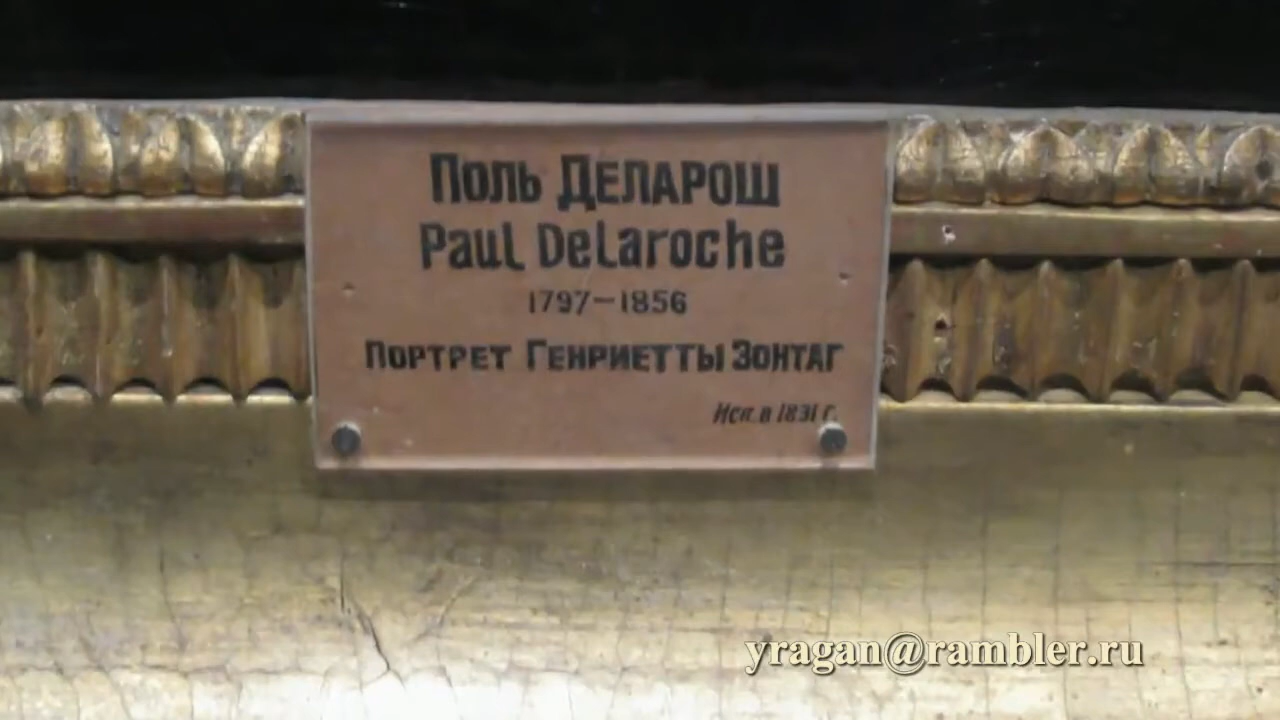 Поль ДЕЛАРОШ
Paul Delaroche
1797–1856
Портрет Генриетты Зонтаг
Исп. в 1831 г.
yragan@rambler.ru